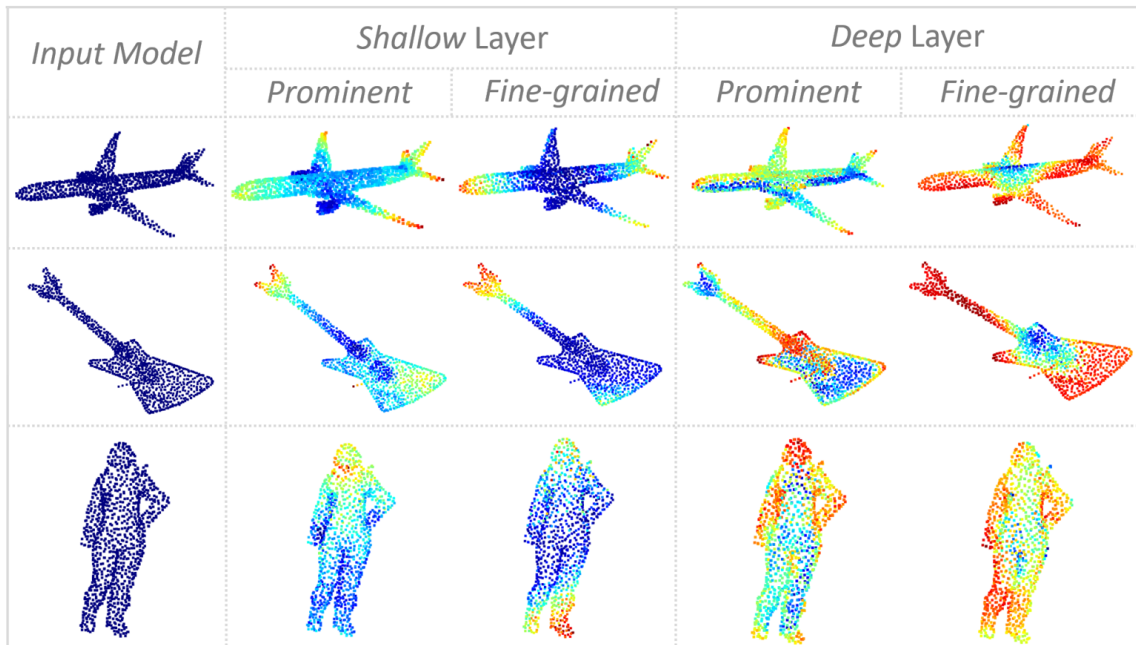 Input Model
Shallow Layer
Deep Layer
Prominent
Fine-grained
Prominent
Fine-grained